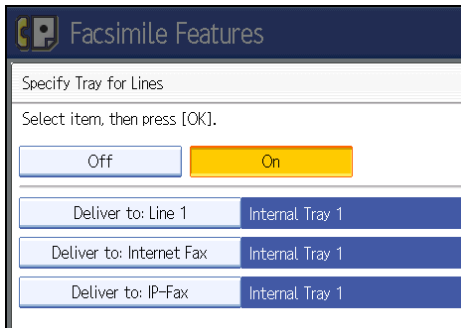 Facsimile Features
Specify Tray for Lines
Select item, then press [OK].
Off On
Deliver to: Line 1 Internal Tray 1
Deliver to: Internet Fax Internal Tray 1
Deliver to: IP-Fax Internal Tray 1